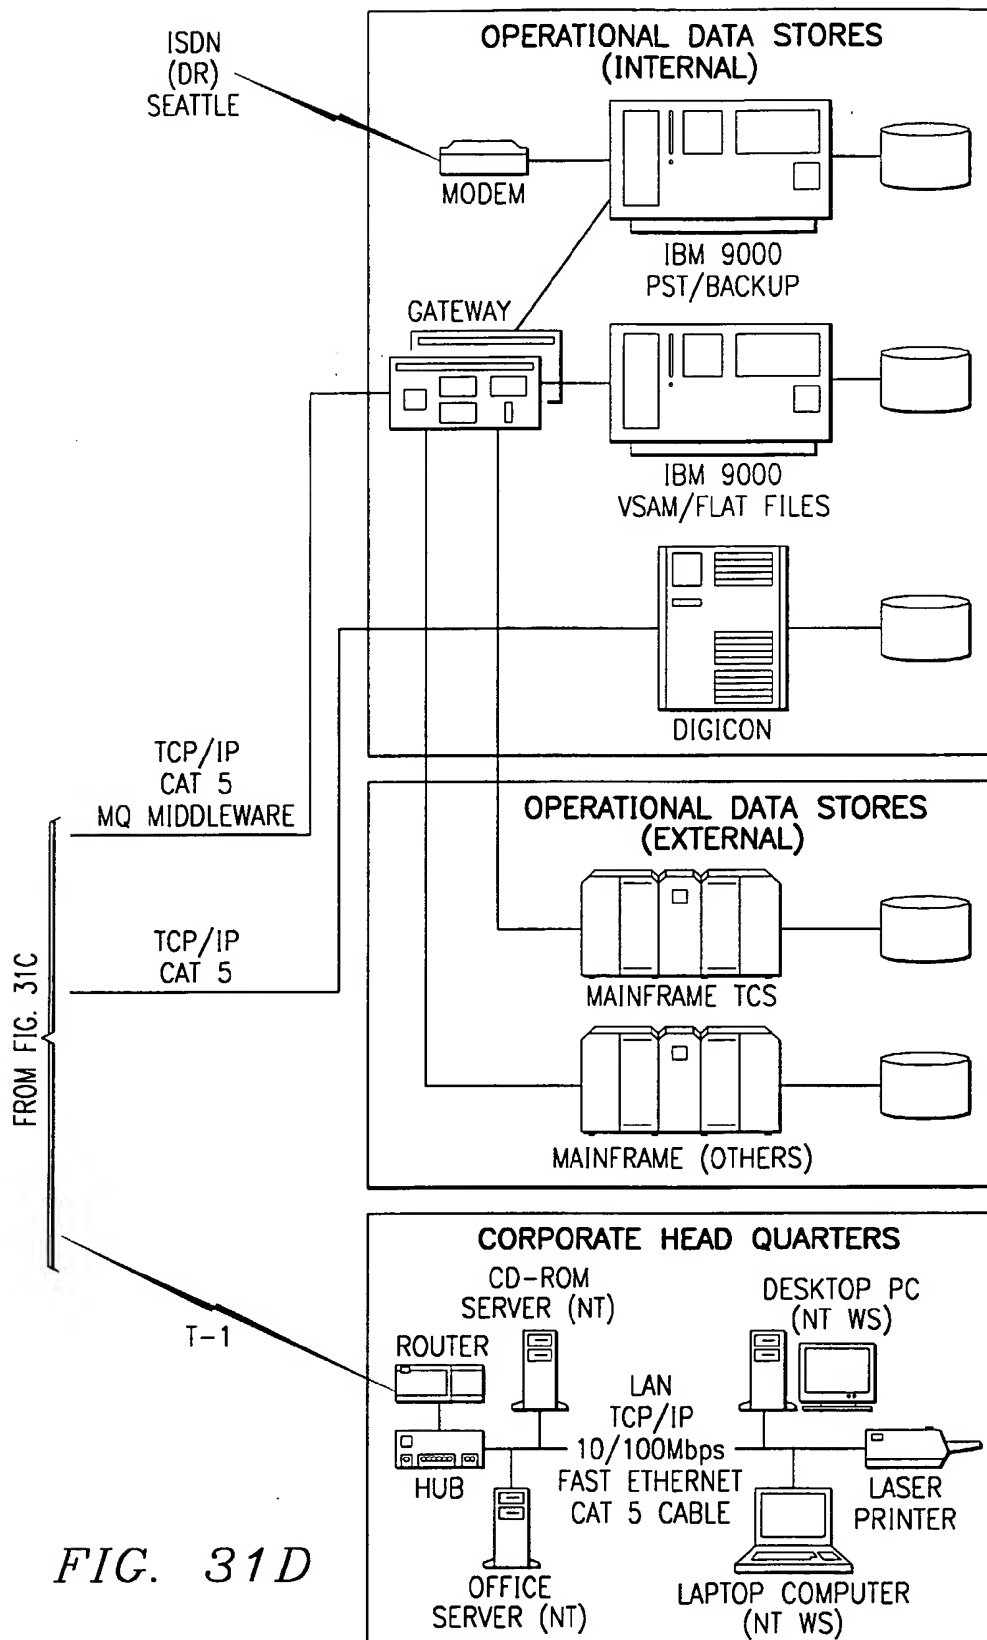 ISDN
(DR)
SEATTLE
OPERATIONAL DATA STORES
(INTERNAL)
MODEM
IBM 9000
PST/BACKUP
GATEWAY
IBM 9000
VSAM/FLAT FILES
DIGICON
TCP/IP
CAT 5
MQ MIDDLEWARE
OPERATIONAL DATA STORES
(EXTERNAL)
TCP/IP
CAT 5
MAINFRAME TCS
FROM FIG. 31C
MAINFRAME (OTHERS)
CORPORATE HEAD QUARTERS
CD-ROM
SERVER (NT)
DESKTOP PC
(NT WS)
T-1
ROUTER
LAN
TCP/IP
10/100Mbps
FAST ETHERNET
CAT 5 CABLE
HUB
LASER
PRINTER
OFFICE
SERVER (NT)
LAPTOP COMPUTER
(NT WS)
FIG. 31D